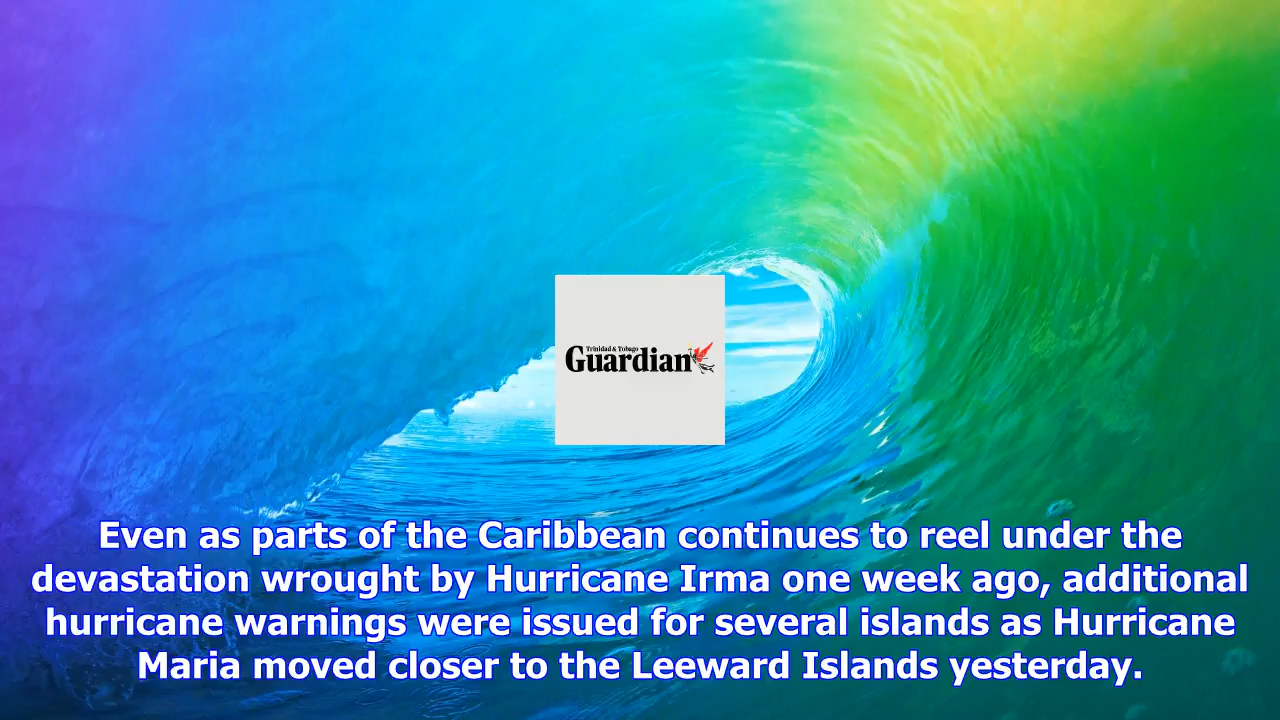 Trinidad & Tobago
Guardian
Even as parts of the Caribbean continues to reel under the
devastation wrought by Hurricane Irma one week ago, additional
hurricane warnings were issued for several islands as Hurricane
Maria moved closer to the Leeward Islands yesterday.